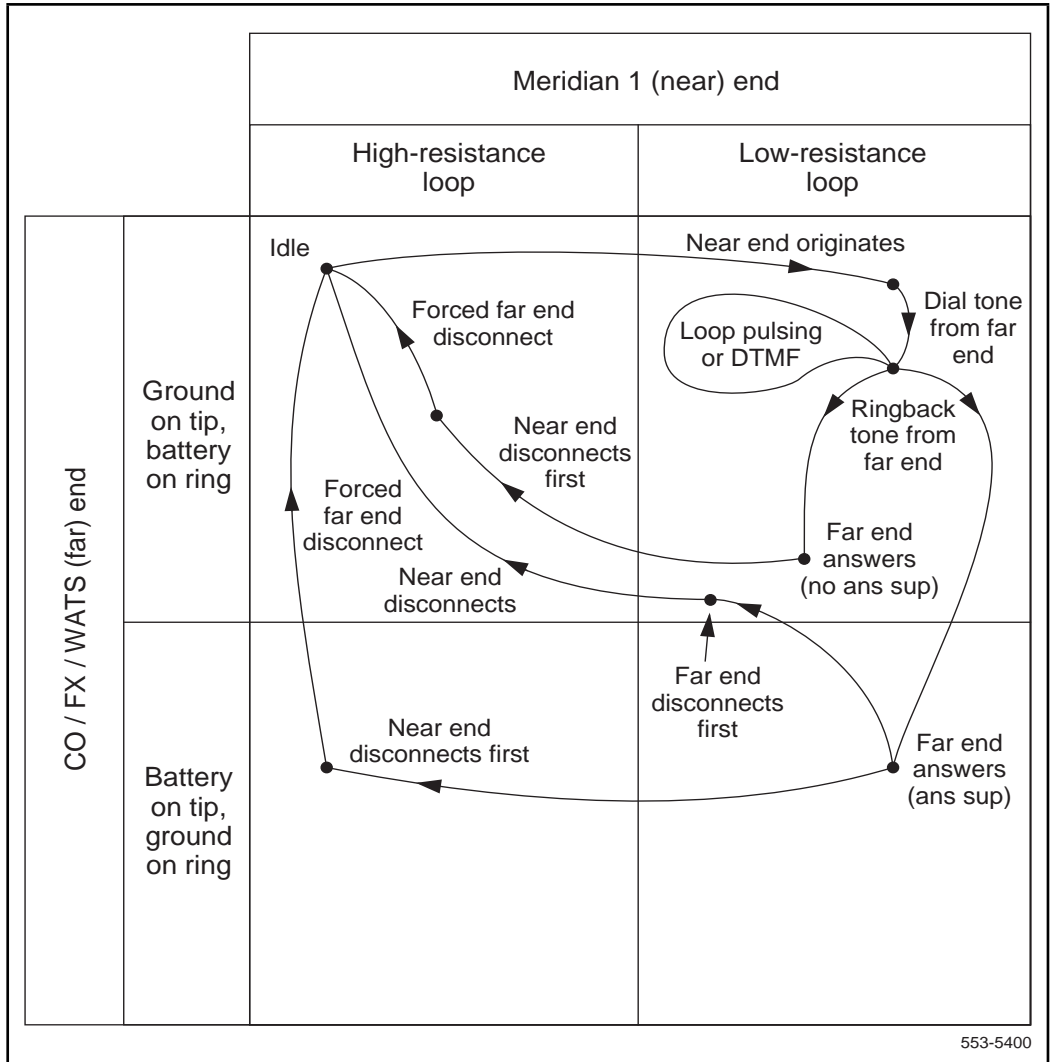 Meridian 1 (near) end
High-resistance
loop
Low-resistance
loop
CO / FX / WATS (far) end
Ground
on tip,
battery
on ring
Idle
Near end originates
Dial tone
from far
end
Forced far end
disconnect
Loop pulsing
or DTMF
Ringback
tone from
far end
Near end
disconnects
first
Forced
far end
disconnect
Far end
answers
(no ans sup)
Near end
disconnects
Far end
disconnects
first
Battery
on tip,
ground
on ring
Near end
disconnects first
Far end
answers
(ans sup)
553-5400